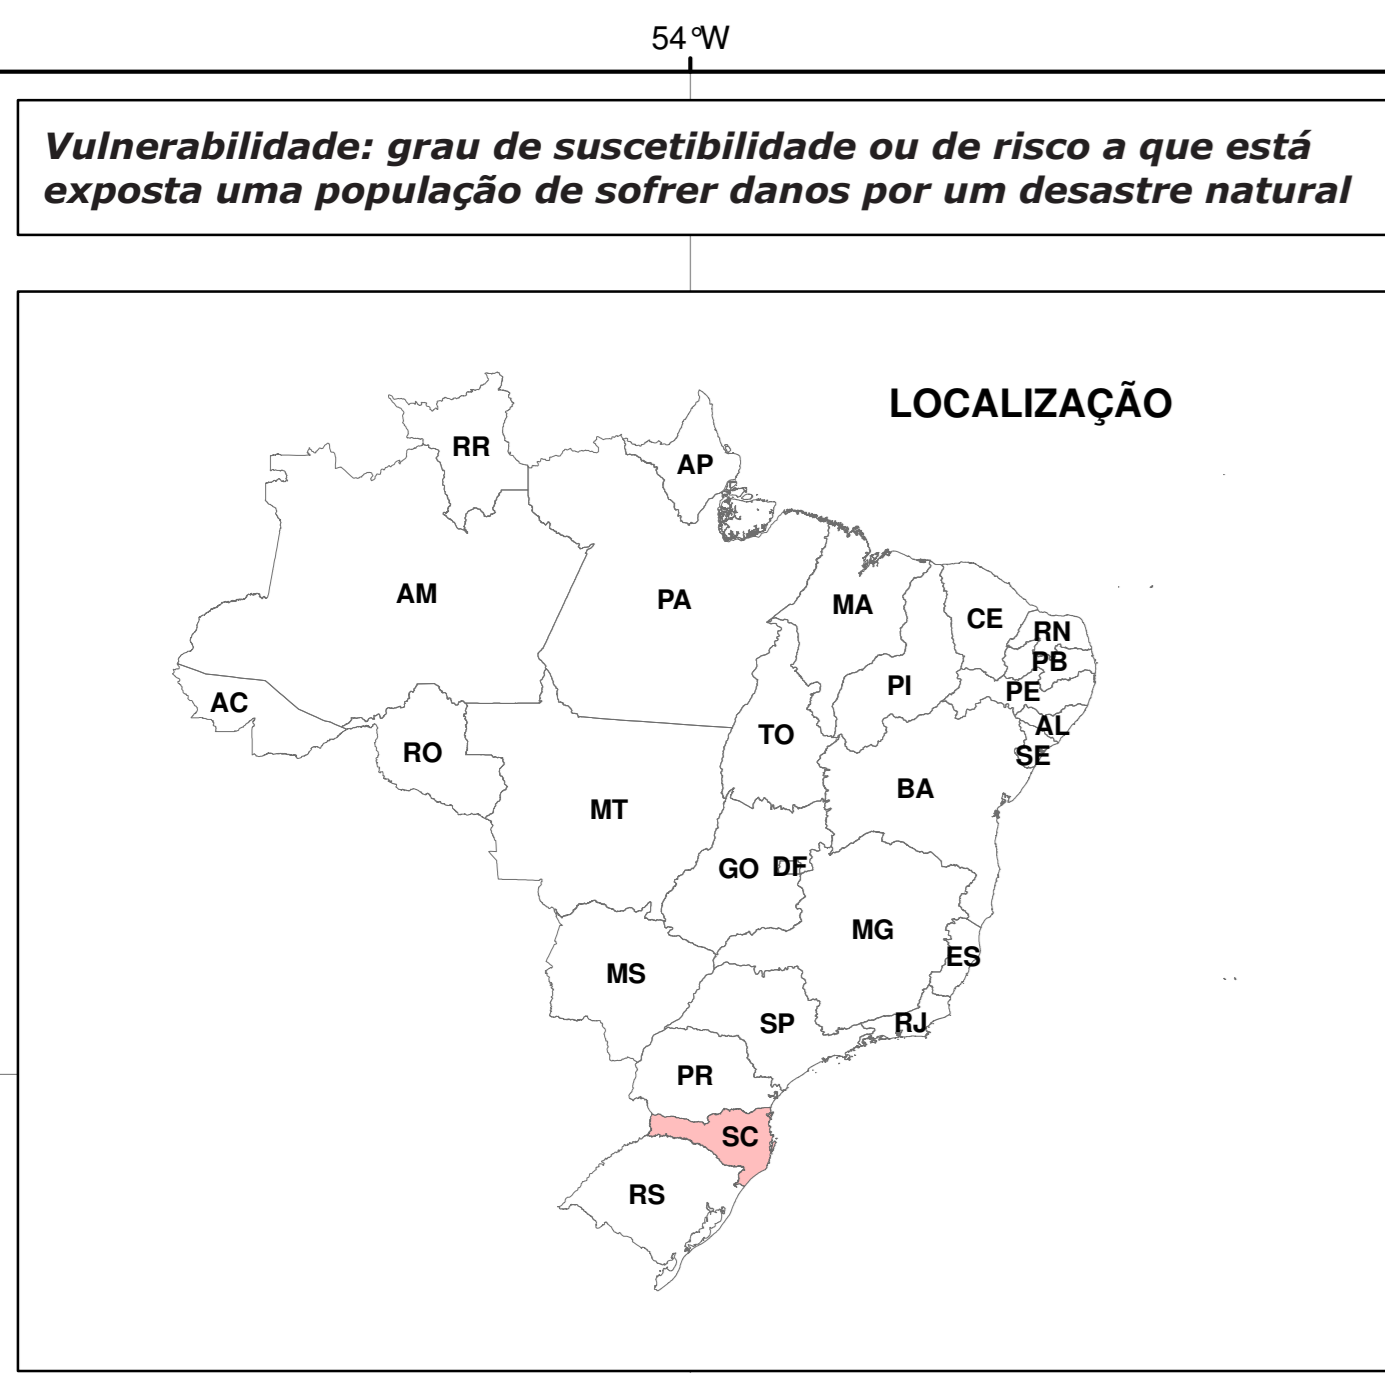 54°W
Vulnerabilidade: grau de suscetibilidade ou de risco a que está
exposta uma população de sofrer danos por um desastre natural
LOCALIZAÇÃO
RR
AP
AM
PA
MA
CE
RN
PB
PI
PE
AC
AL
TO
RO
SE
BA
MT
GO
DF
MG
ES
MS
SP
RJ
PR
SC
RS